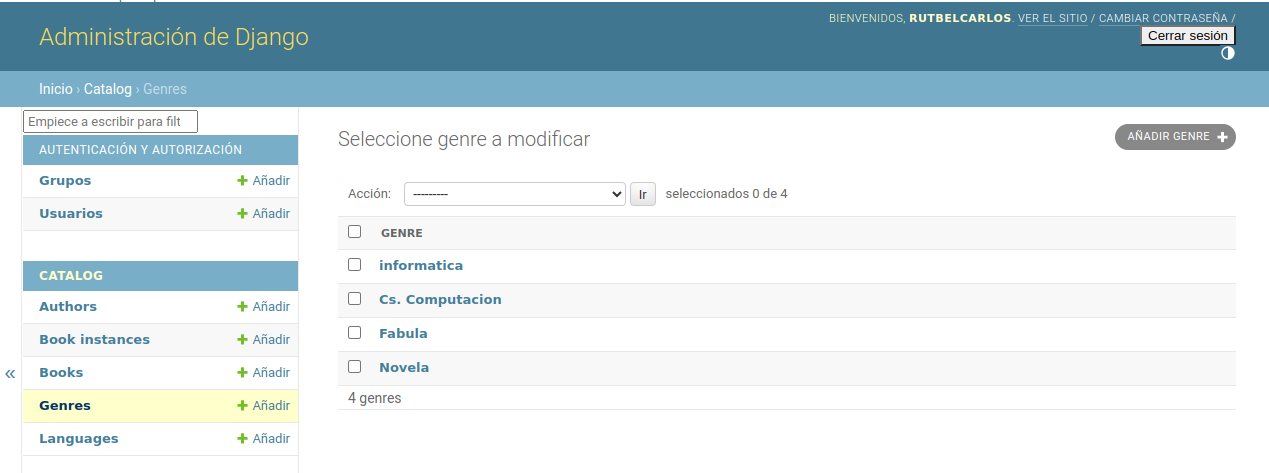 BIENVENIDOS, RUTBELCARLOS. VER EL SITIO / CAMBIAR CONTRASEÑA /
Administración de Django
Cerrar sesión
Inicio › Catalog › Genres
Empiece a escribir para filt
AUTENTICACIÓN Y AUTORIZACIÓN
Grupos Añadir
Usuarios Añadir
CATALOG
Authors Añadir
Book instances Añadir
Books Añadir
Genres Añadir
Languages Añadir
«
Seleccione genre a modificar
AÑADIR GENRE
Acción: --------- Ir seleccionados 0 de 4
GENRE
informatica
Cs. Computacion
Fabula
Novela
4 genres